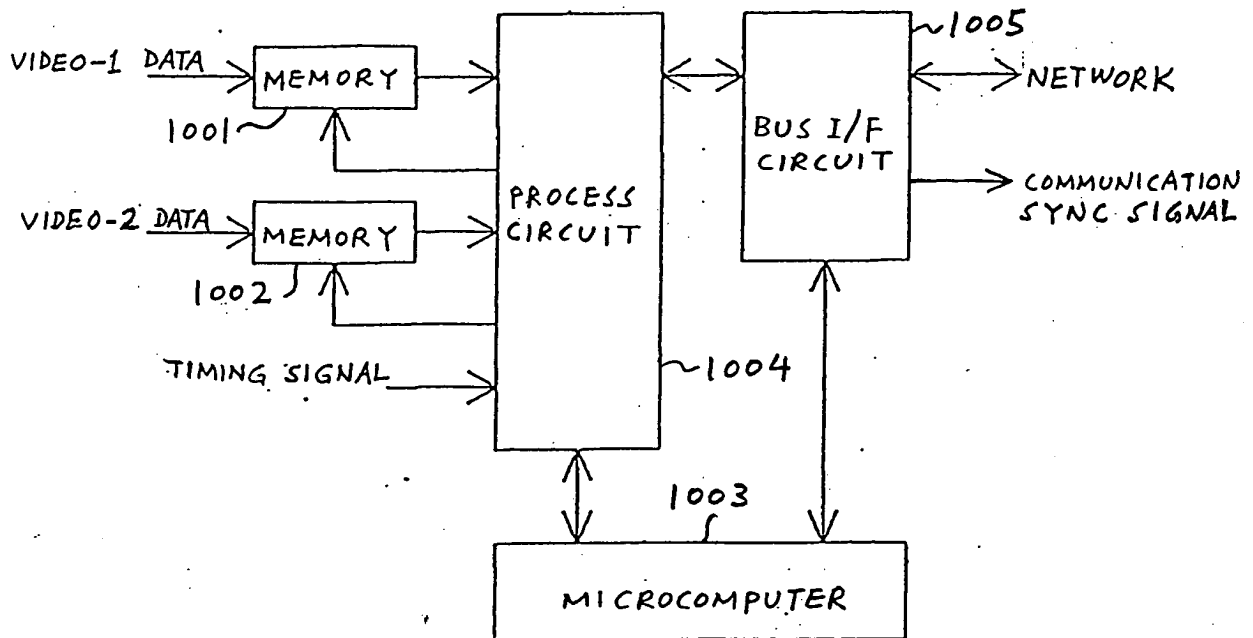 1005
VIDEO-1 DATA
MEMORY
1001
NETWORK
BUS I/F
CIRCUIT
PROCESS
CIRCUIT
COMMUNICATION
SYNC SIGNAL
VIDEO-2 DATA
MEMORY
1002
TIMING SIGNAL
1004
1003
MICROCOMPUTER